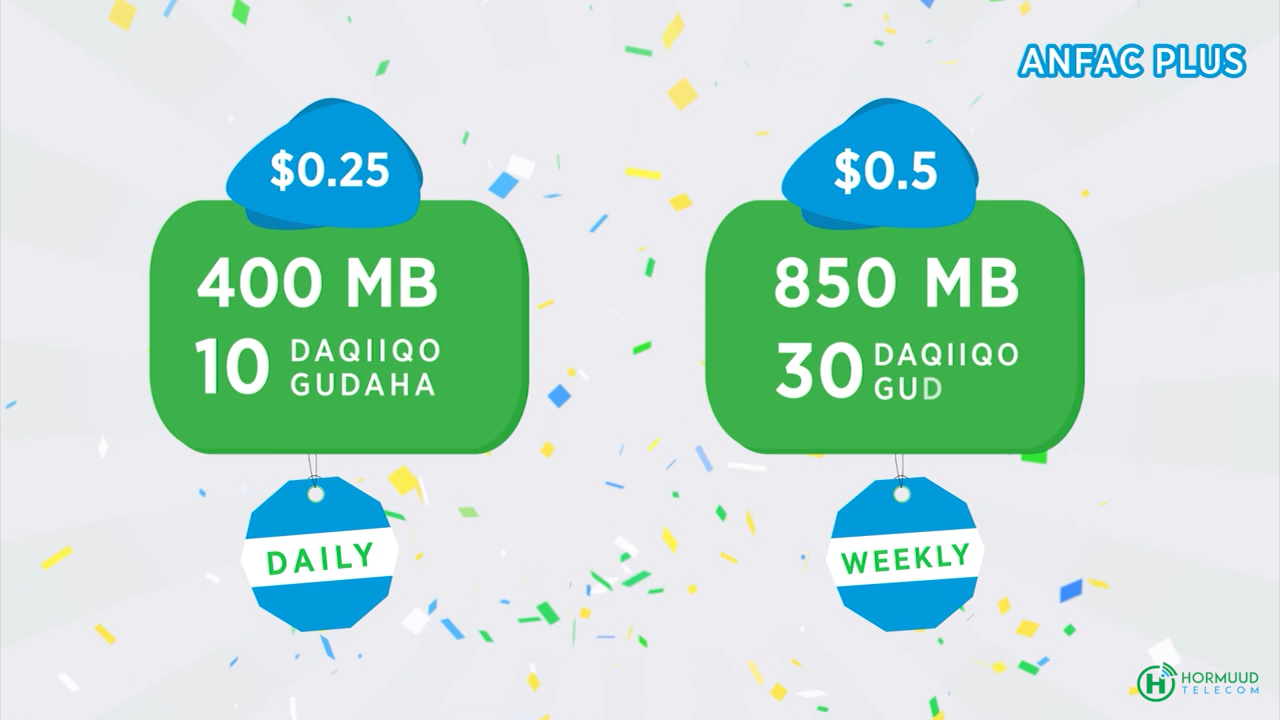 ANFAC PLUS
$0.25
400 MB
10 DAQIIQO
GUDAHA
DAILY
$0.5
850 MB
30 DAQIIQO
GUD
WEEKLY
HORMUUD
TELECOM